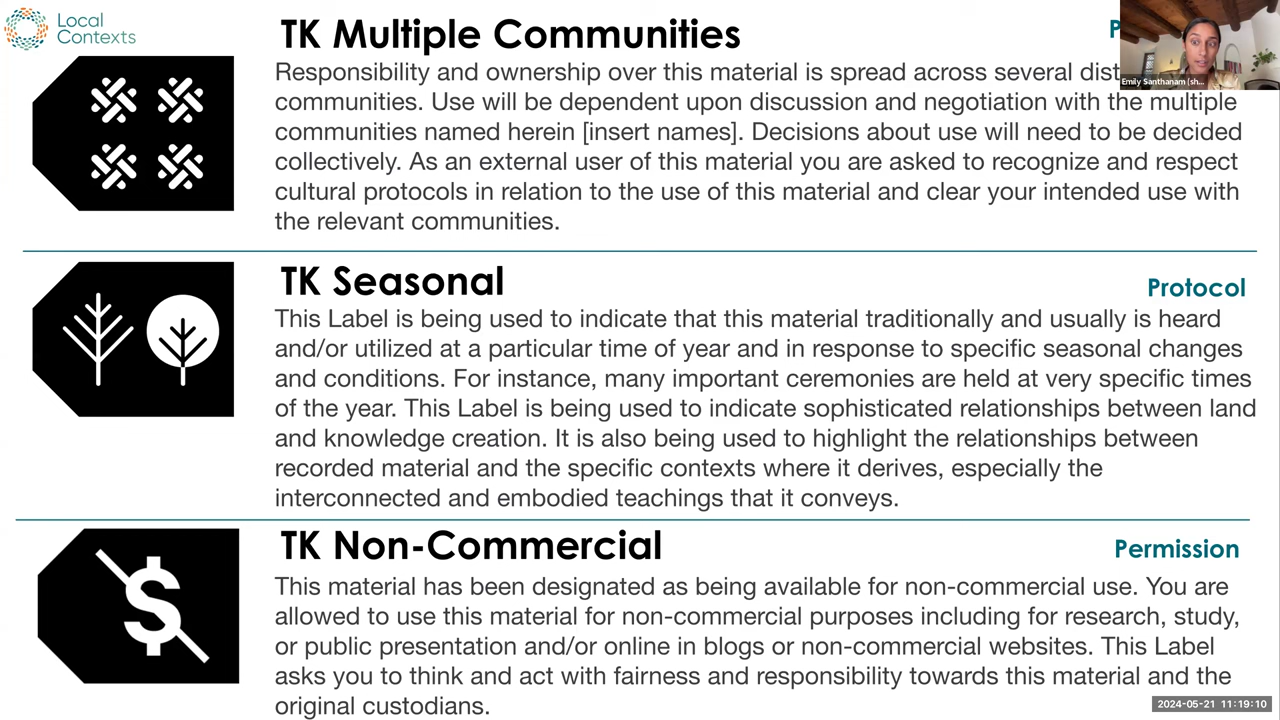 Local
Contexts
TK Multiple Communities
Responsibility and ownership over this material is spread across several
communities. Use will be dependent upon discussion and negotiation with the multiple
communities named herein [insert names]. Decisions about use will need to be decided
collectively. As an external user of this material you are asked to recognize and respect
cultural protocols in relation to the use of this material and clear your intended use with
the relevant communities.
Emily Santhanam (sh...
TK Seasonal
Protocol
This Label is being used to indicate that this material traditionally and usually is heard
and/or utilized at a particular time of year and in response to specific seasonal changes
and conditions. For instance, many important ceremonies are held at very specific times
of the year. This Label is being used to indicate sophisticated relationships between land
and knowledge creation. It is also being used to highlight the relationships between
recorded material and the specific contexts where it derives, especially the
interconnected and embodied teachings that it conveys.
TK Non-Commercial
Permission
This material has been designated as being available for non-commercial use. You are
allowed to use this material for non-commercial purposes including for research, study,
or public presentation and/or online in blogs or non-commercial websites. This Label
asks you to think and act with fairness and responsibility towards this material and the
original custodians.
2024-05-21 11:19:10